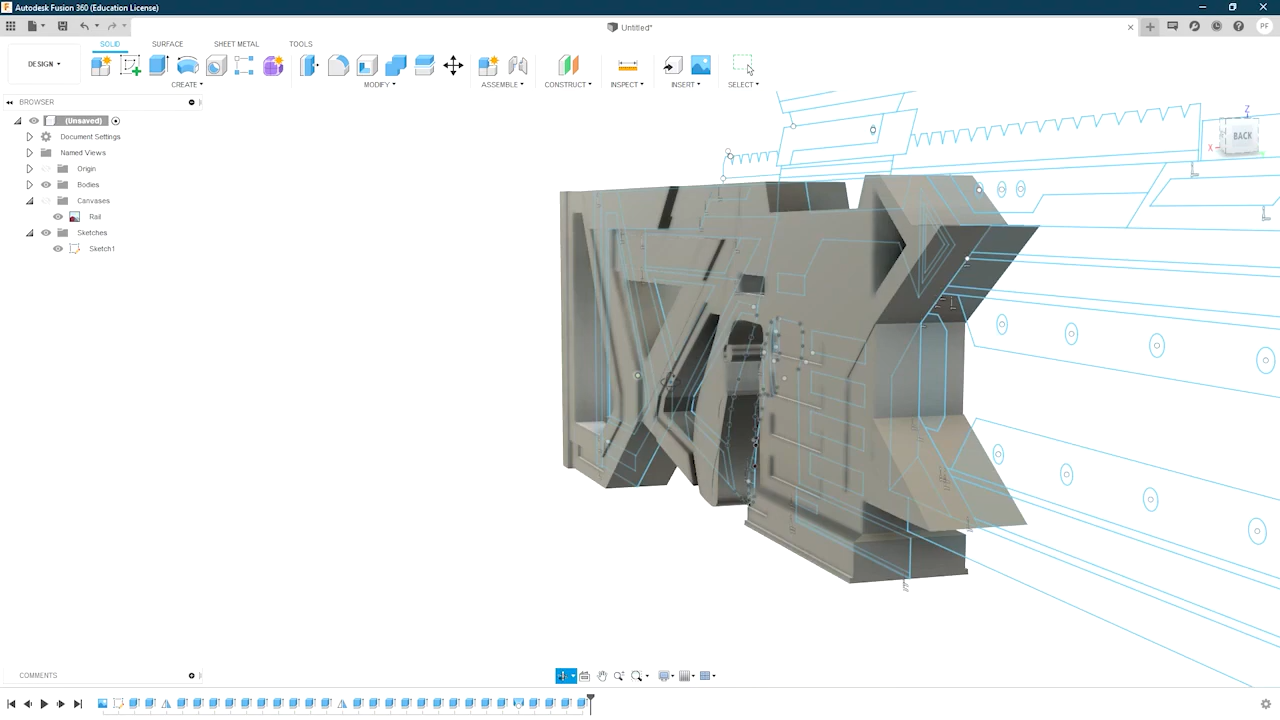 Autodesk Fusion 360 (Education License)
Untitled*
PF
DESIGN
SOLID
SURFACE
SHEET METAL
TOOLS
CREATE
MODIFY
ASSEMBLE
CONSTRUCT
INSPECT
INSERT
SELECT
BROWSER
(Unsaved)
Document Settings
Named Views
Origin
Bodies
Canvases
Rail
Sketches
Sketch1
Z
BACK
X
COMMENTS